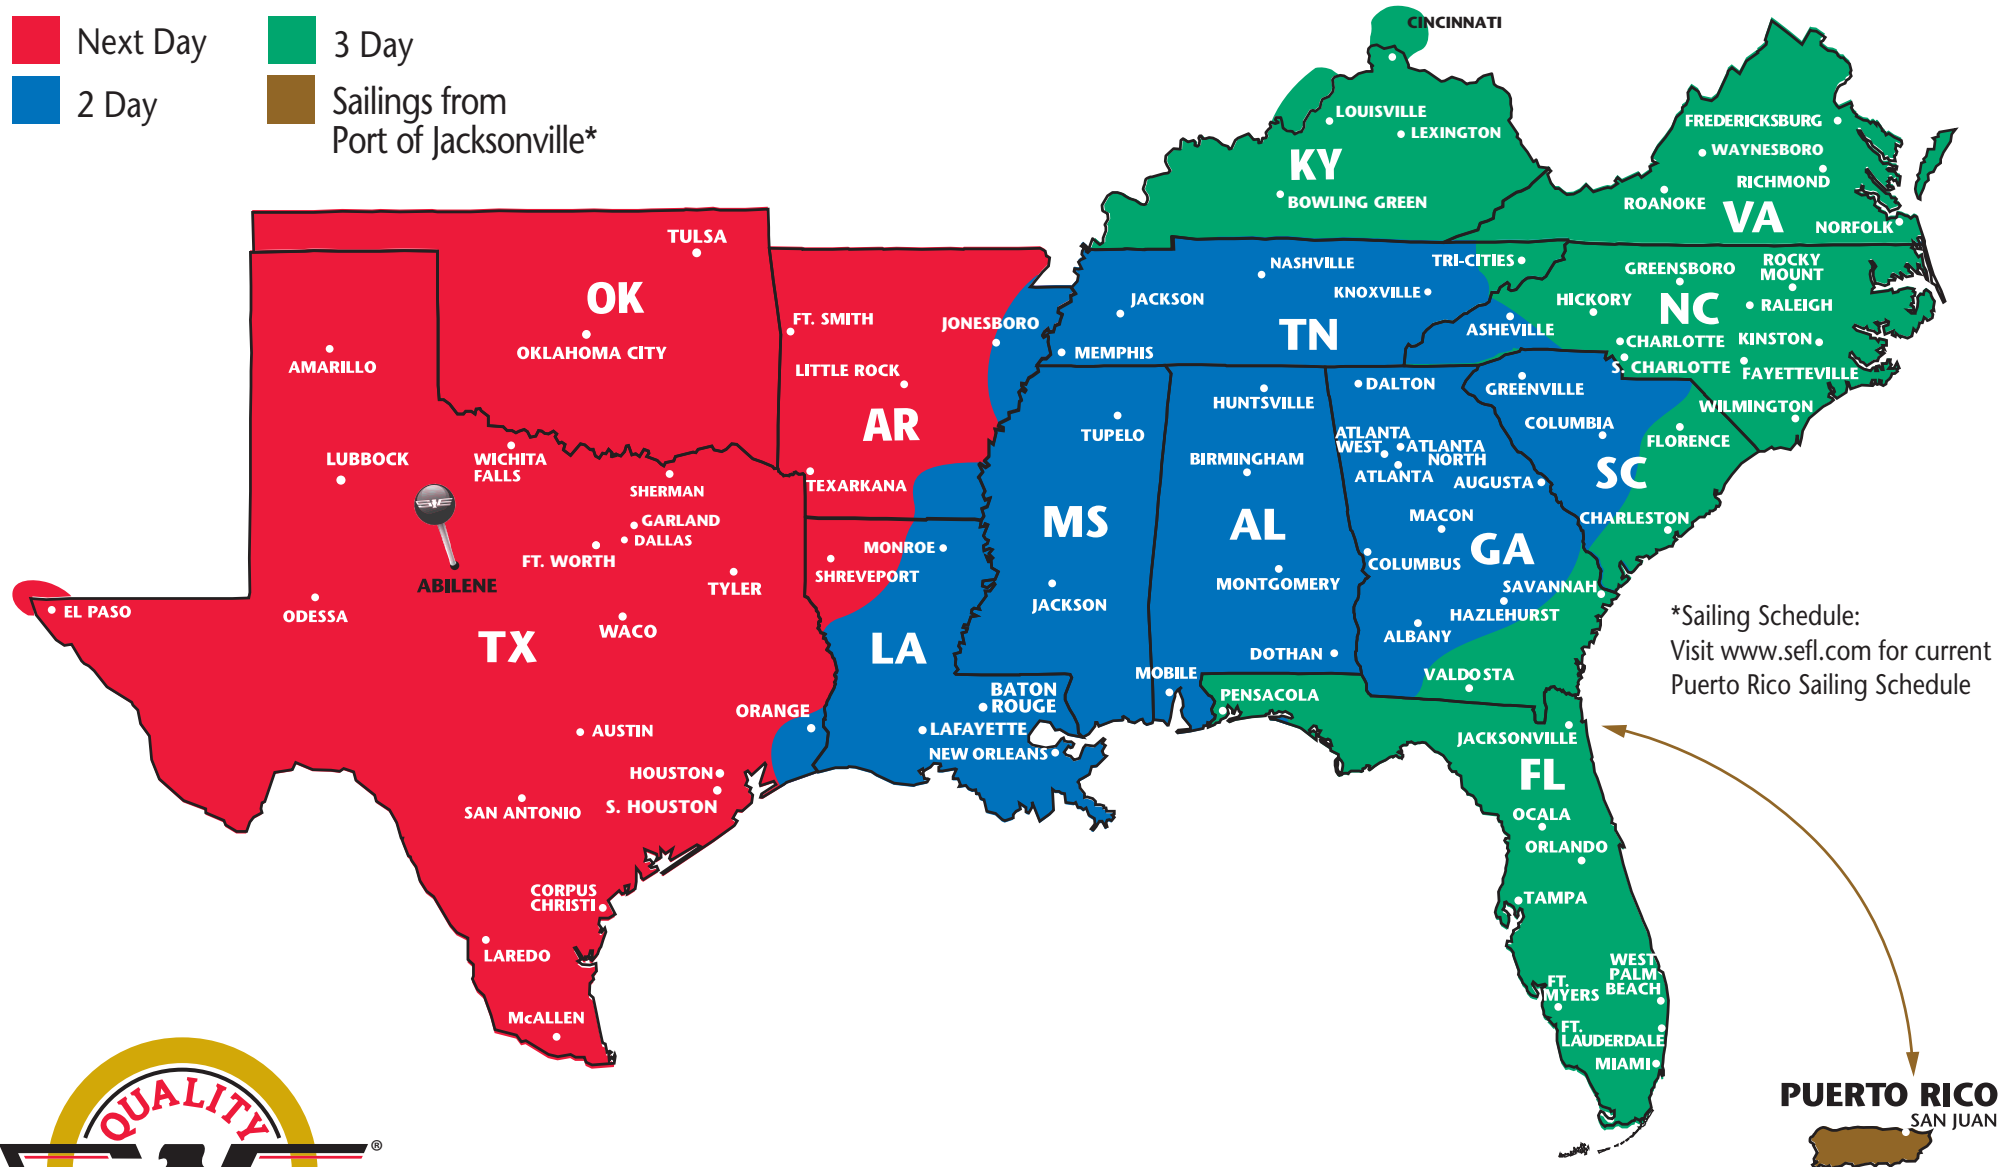 Next Day
3 Day
2 Day
Sailings from
Port of Jacksonville*
CINCINNATI
LOUISVILLE
LEXINGTON
KY
BOWLING GREEN
FREDERICKSBURG
WAYNESBORO
RICHMOND
ROANOKE
VA
NORFOLK
TULSA
OK
OKLAHOMA CITY
AMARILLO
LUBBOCK
WICHITA
FALLS
SHERMAN
GARLAND
DALLAS
FT. WORTH
ABILENE
TYLER
EL PASO
ODESSA
WACO
TX
ORANGE
AUSTIN
HOUSTON
S. HOUSTON
SAN ANTONIO
CORPUS
CHRISTI
LAREDO
McALLEN
FT. SMITH
JONESBORO
LITTLE ROCK
AR
TEXARKANA
MONROE
SHREVEPORT
LA
BATON
ROUGE
LAFAYETTE
NEW ORLEANS
NASHVILLE
TRI-CITIES
JACKSON
KNOXVILLE
TN
MEMPHIS
TUPELO
MS
JACKSON
HUNTSVILLE
BIRMINGHAM
AL
MONTGOMERY
DOTHAN
MOBILE
DALTON
ATLANTA
WEST
ATLANTA
NORTH
ATLANTA
AUGUSTA
MACON
GA
COLUMBUS
SAVANNAH
HAZLEHURST
ALBANY
VALDOSTA
GREENSBORO
ROCKY
MOUNT
HICKORY
NC
RALEIGH
ASHEVILLE
CHARLOTTE
KINSTON
S. CHARLOTTE
FAYETTEVILLE
WILMINGTON
GREENVILLE
COLUMBIA
FLORENCE
SC
CHARLESTON
PENSACOLA
JACKSONVILLE
FL
OCALA
ORLANDO
TAMPA
WEST
PALM
BEACH
FT.
MYERS
FT.
LAUDERDALE
MIAMI
*Sailing Schedule:
Visit www.sefl.com for current
Puerto Rico Sailing Schedule
PUERTO RICO
SAN JUAN
QUALITY
®